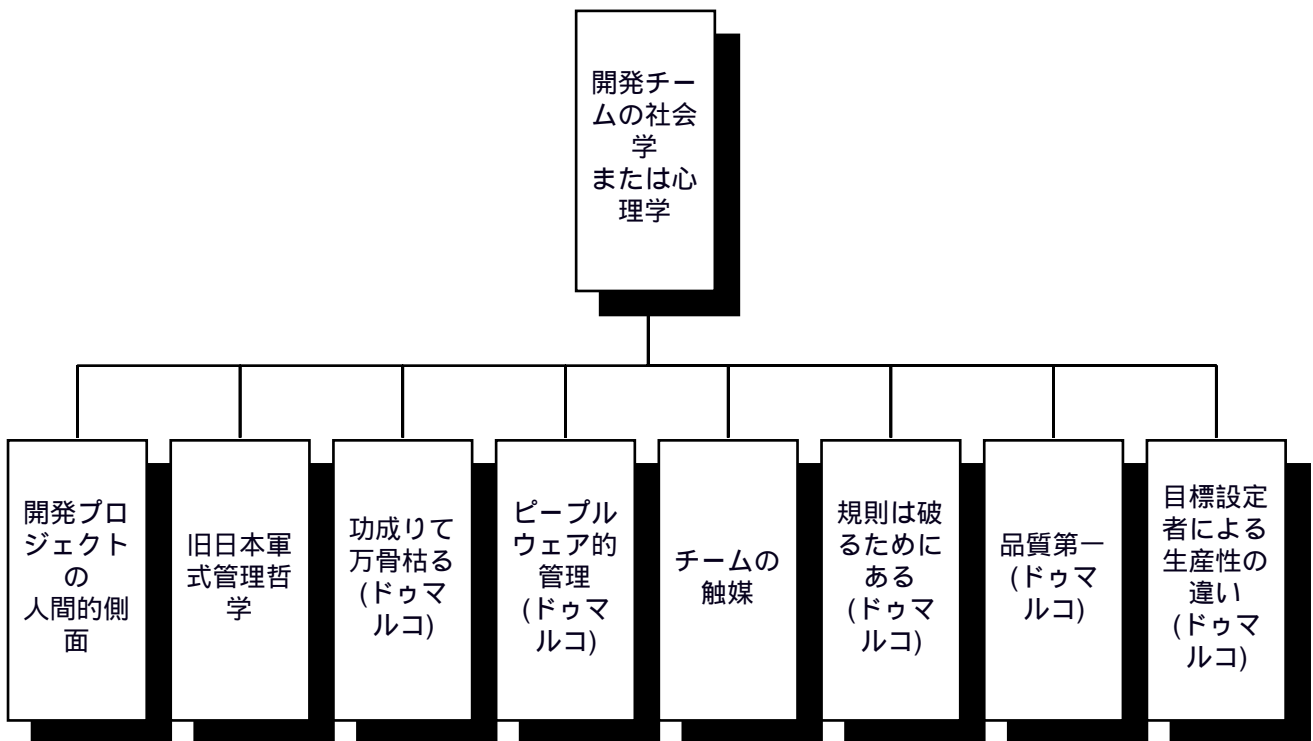 開発チー
ムの社会
学
または心
理学
開発プロ
ジェクト
の
人間的側
面
旧日本軍
式管理哲
学
功成りて
万骨枯る
(ドゥマ
ルコ)
ピープル
ウェア的
管理
(ドゥマ
ルコ)
チームの
触媒
規則は破
るために
ある
(ドゥマ
ルコ)
品質第一
(ドゥマ
ルコ)
目標設定
者による
生産性の
違い
(ドゥマ
ルコ)